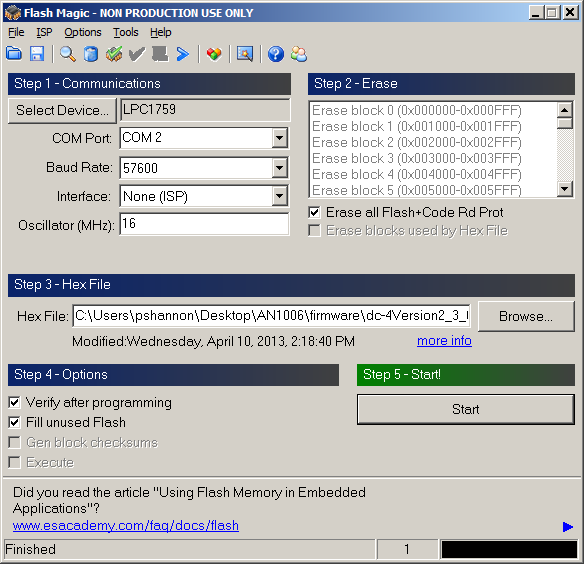 Flash Magic - NON PRODUCTION USE ONLY
File ISP Options Tools Help
Step 1 - Communications
Select Device... LPC1759
COM Port: COM 2
Baud Rate: 57600
Interface: None (ISP)
Oscillator (MHz): 16
Step 2 - Erase
Erase block 0 (0x000000-0x000FFF)
Erase block 1 (0x001000-0x001FFF)
Erase block 2 (0x002000-0x002FFF)
Erase block 3 (0x003000-0x003FFF)
Erase block 4 (0x004000-0x004FFF)
Erase block 5 (0x005000-0x005FFF)
Erase all Flash+Code Rd Prot
Erase blocks used by Hex File
Step 3 - Hex File
Hex File: C:\Users\pshannon\Desktop\AN1006\firmware\dc-4Version2_3_ Browse...
Modified:Wednesday, April 10, 2013, 2:18:40 PM more info
Step 4 - Options
Verify after programming
Fill unused Flash
Gen block checksums
Execute
Step 5 - Start!
Start
Did you read the article "Using Flash Memory in Embedded
Applications"?
www.esacademy.com/faq/docs/flash
Finished 1